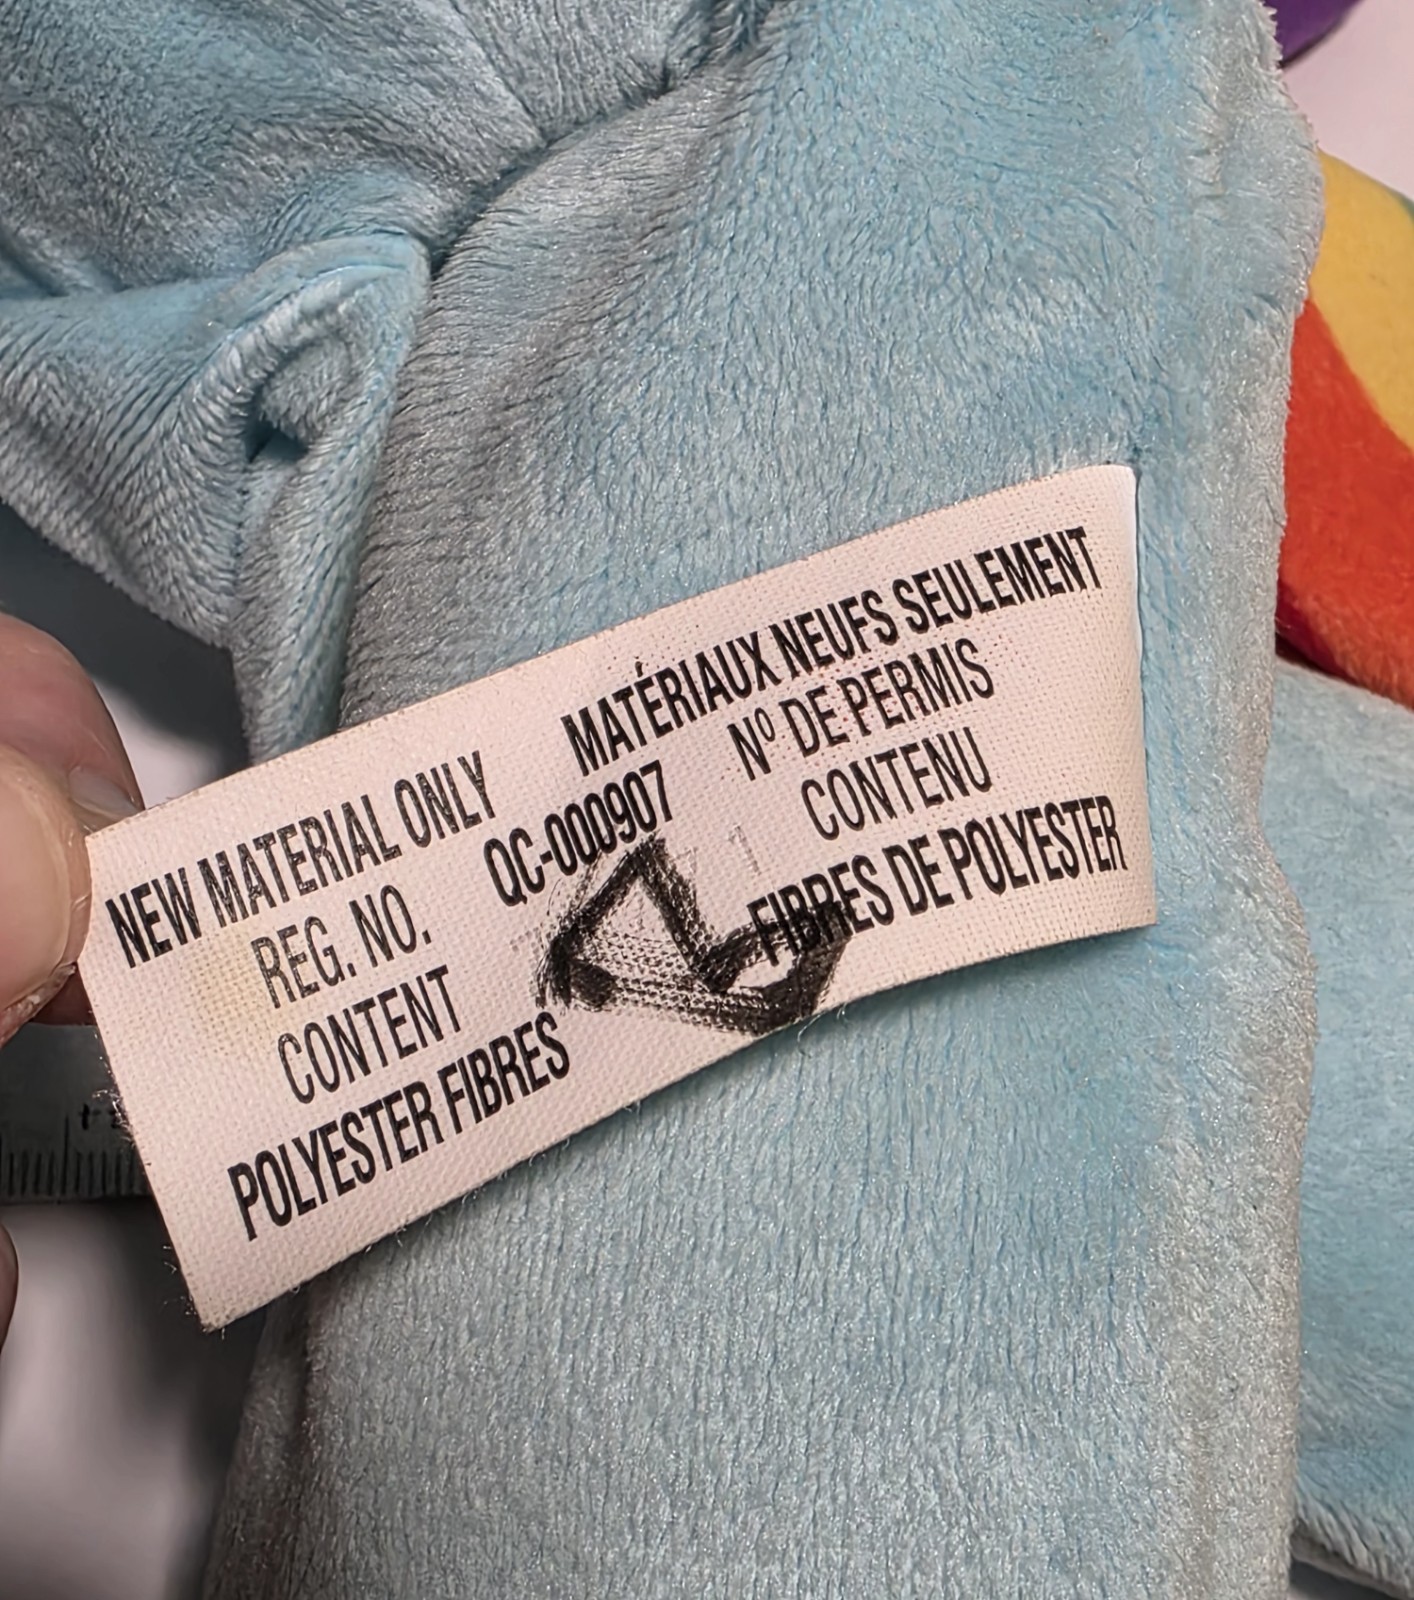 NEW MATERIAL ONLY MATÉRIAUX NEUFS SEULEMENT
REG. NO. QC-000907 Nº DE PERMIS
CONTENT CONTENU
POLYESTER FIBRES FIBRES DE POLYESTER